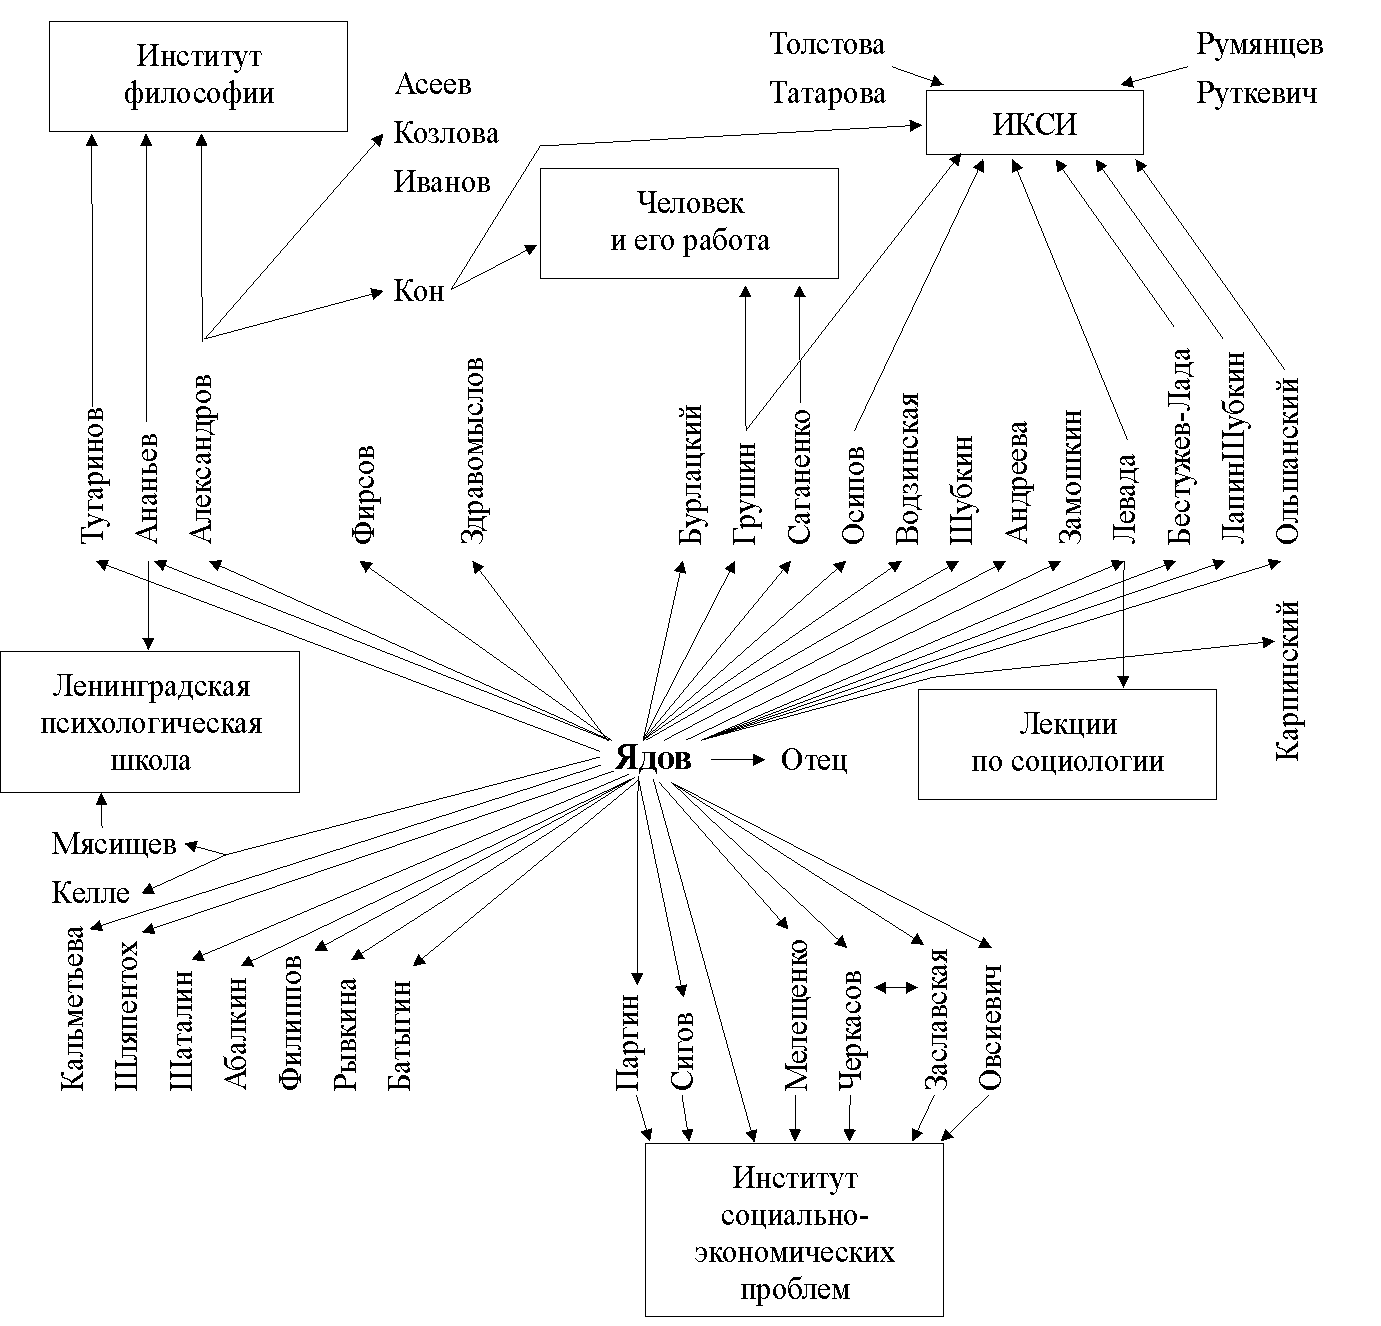 Институт
философии
Асеев
Козлова
Иванов
Кон
Толстова
Татарова
Румянцев
Руткевич
ИКСИ
Человек
и его работа
Тугаринов
Ананьев
Александров
Фирсов
Здравомыслов
Бурлацкий
Грушин
Саганенко
Осипов
Водзинская
Шубкин
Андреева
Замошкин
Левада
Бестужев-Лада
ЛапинШубкин
Ольшанский
Карпинский
Ленинградская
психологическая
школа
Ядов
Отец
Лекции
по социологии
Мясищев
Келле
Кальметьева
Шляпентох
Шаталин
Абалкин
Филиппов
Рывкина
Батыгин
Паргин
Сигов
Мелещенко
Черкасов
Заславская
Овсиевич
Институт
социально-
экономических
проблем